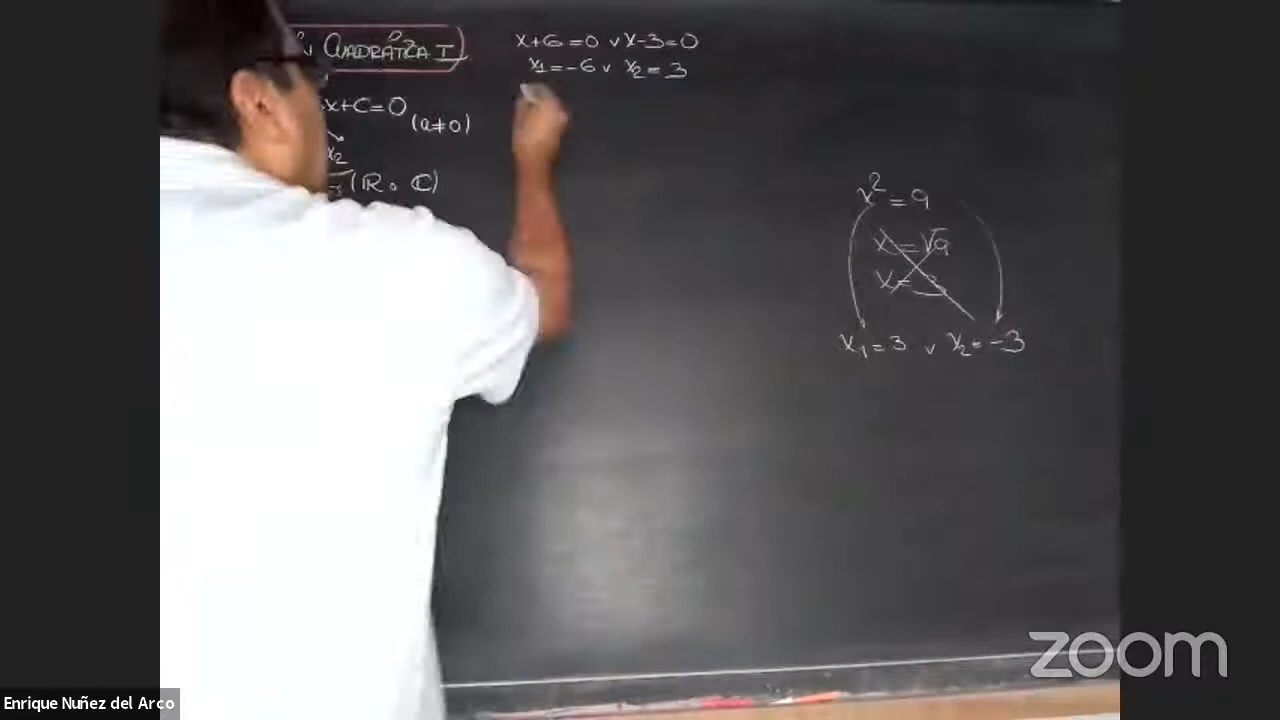 CUADRÁTICA I
x+C=0 (a≠0)
x2
(ℝ o ℂ)
x+6=0 v x-3=0
x1=-6 v x2=3
x²=9
x=√9
x=3
x1=3 v x2=-3
zoom
Enrique Nuñez del Arco